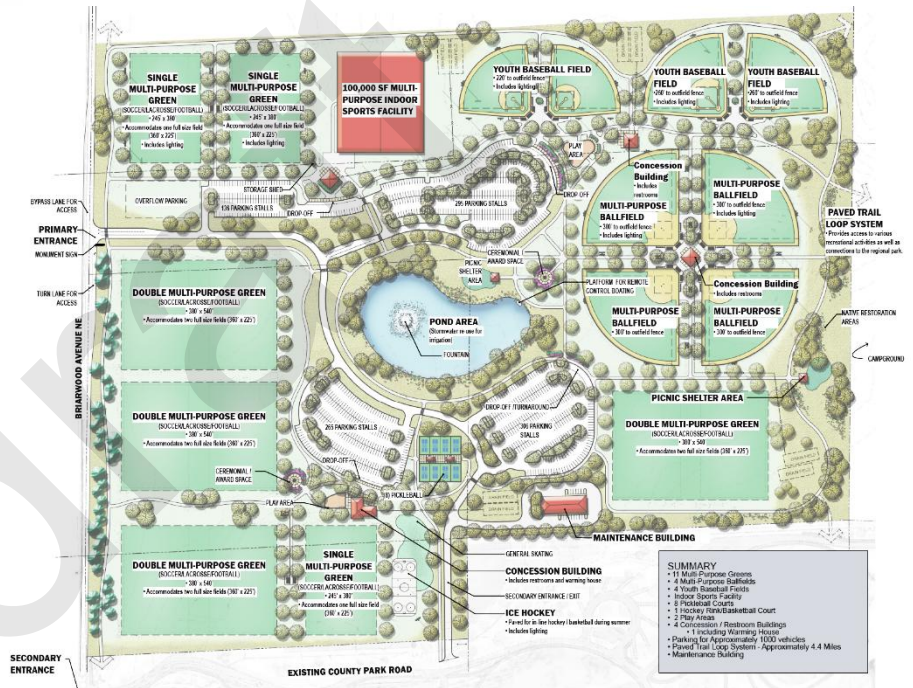 SINGLE
MULTI-PURPOSE
GREEN
(SOCCER/LACROSSE/FOOTBALL)
• 245' x 380'
• Accommodates one full size field
(360' x 225')
• Includes lighting
SINGLE
MULTI-PURPOSE
GREEN
(SOCCER/LACROSSE/FOOTBALL)
• 245' x 380'
• Accommodates one full size field
(360' x 225')
• Includes lighting
100,000 SF MULTI-
PURPOSE INDOOR
SPORTS FACILITY
YOUTH BASEBALL FIELD
• 220' to outfield fence
• Includes lighting
YOUTH BASEBALL
FIELD
• 260' to outfield fence
• Includes lighting
YOUTH BASEBALL
FIELD
• 260' to outfield fence
• Includes lighting
PLAY
AREA
Concession
Building
• Includes
restrooms
STORAGE SHED
DROP-OFF
DROP-OFF
BYPASS LANE FOR
ACCESS
OVERFLOW PARKING
136 PARKING STALLS
295 PARKING STALLS
MULTI-PURPOSE
BALLFIELD
• 300' to outfield fence
• Includes lighting
MULTI-PURPOSE
BALLFIELD
• 300' to outfield fence
• Includes lighting
PAVED TRAIL
LOOP SYSTEM
• Provides access to various
recreational activities as well as
connections to the regional park.
PRIMARY
ENTRANCE
MONUMENT SIGN
TURN LANE FOR
ACCESS
PICNIC
SHELTER
AREA
CEREMONIAL /
AWARD SPACE
PLATFORM FOR REMOTE
CONTROL BOATING
Concession Building
• Includes restrooms
DOUBLE MULTI-PURPOSE GREEN
(SOCCER/LACROSSE/FOOTBALL)
• 380' x 540'
• Accommodates two full size fields (360' x 225')
POND AREA
(Stormwater re use for
irrigation)
FOUNTAIN
MULTI-PURPOSE
BALLFIELD
• 300' to outfield fence
MULTI-PURPOSE
BALLFIELD
• 300' to outfield fence
NATIVE RESTORATION
AREAS
CAMPGROUND
BRIARWOOD AVENUE NE
DOUBLE MULTI-PURPOSE GREEN
(SOCCER/LACROSSE/FOOTBALL)
• 380' x 540'
• Accommodates two full size fields (360' x 225')
265 PARKING STALLS
DROP-OFF/TURNAROUND
306 PARKING
STALLS
PICNIC SHELTER AREA
DOUBLE MULTI-PURPOSE GREEN
(SOCCER/LACROSSE/FOOTBALL)
• 380' x 540'
• Accommodates two full size fields (360' x 225')
CEREMONIAL /
AWARD SPACE
DROP-OFF
PICKLEBALL
PLAY AREA
DRAIN FIELD
DRAIN FIELD
DRAIN FIELD
DRAIN FIELD
MAINTENANCE BUILDING
DOUBLE MULTI-PURPOSE GREEN
(SOCCER/LACROSSE/FOOTBALL)
• 380' x 540'
• Accommodates two full size fields (360' x 225')
SINGLE
MULTI-PURPOSE
GREEN
(SOCCER/LACROSSE/FOOTBALL)
• 245' x 380'
• Accommodates one full size field
(360' x 225')
GENERAL SKATING
CONCESSION BUILDING
• Includes restrooms and warming house
SECONDARY ENTRANCE / EXIT
ICE HOCKEY
• Paved for in-line hockey / basketball during summer
• Includes lighting
SUMMARY
• 11 Multi-Purpose Greens
• 4 Multi-Purpose Ballfields
• 4 Youth Baseball Fields
• Indoor Sports Facility
• 8 Pickleball Courts
• 1 Hockey Rink/Basketball Court
• 2 Play Areas
• 4 Concession / Restroom Buildings
• 1 including Warming House
• Parking for Approximately 1000 vehicles
• Paved Trail Loop System - Approximately 4.4 Miles
• Maintenance Building
SECONDARY
ENTRANCE
EXISTING COUNTY PARK ROAD